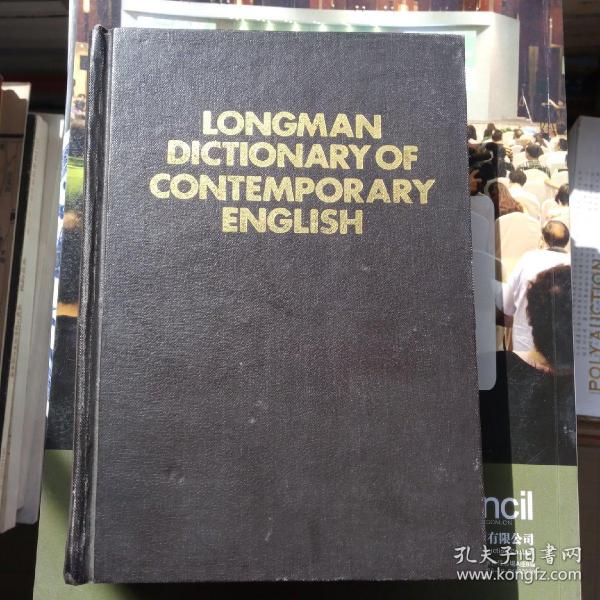 LONGMAN
DICTIONARY OF
CONTEMPORARY
ENGLISH
POLY AUCTION
ncil
有限公司
孔夫子旧书网
www.kongfz.com